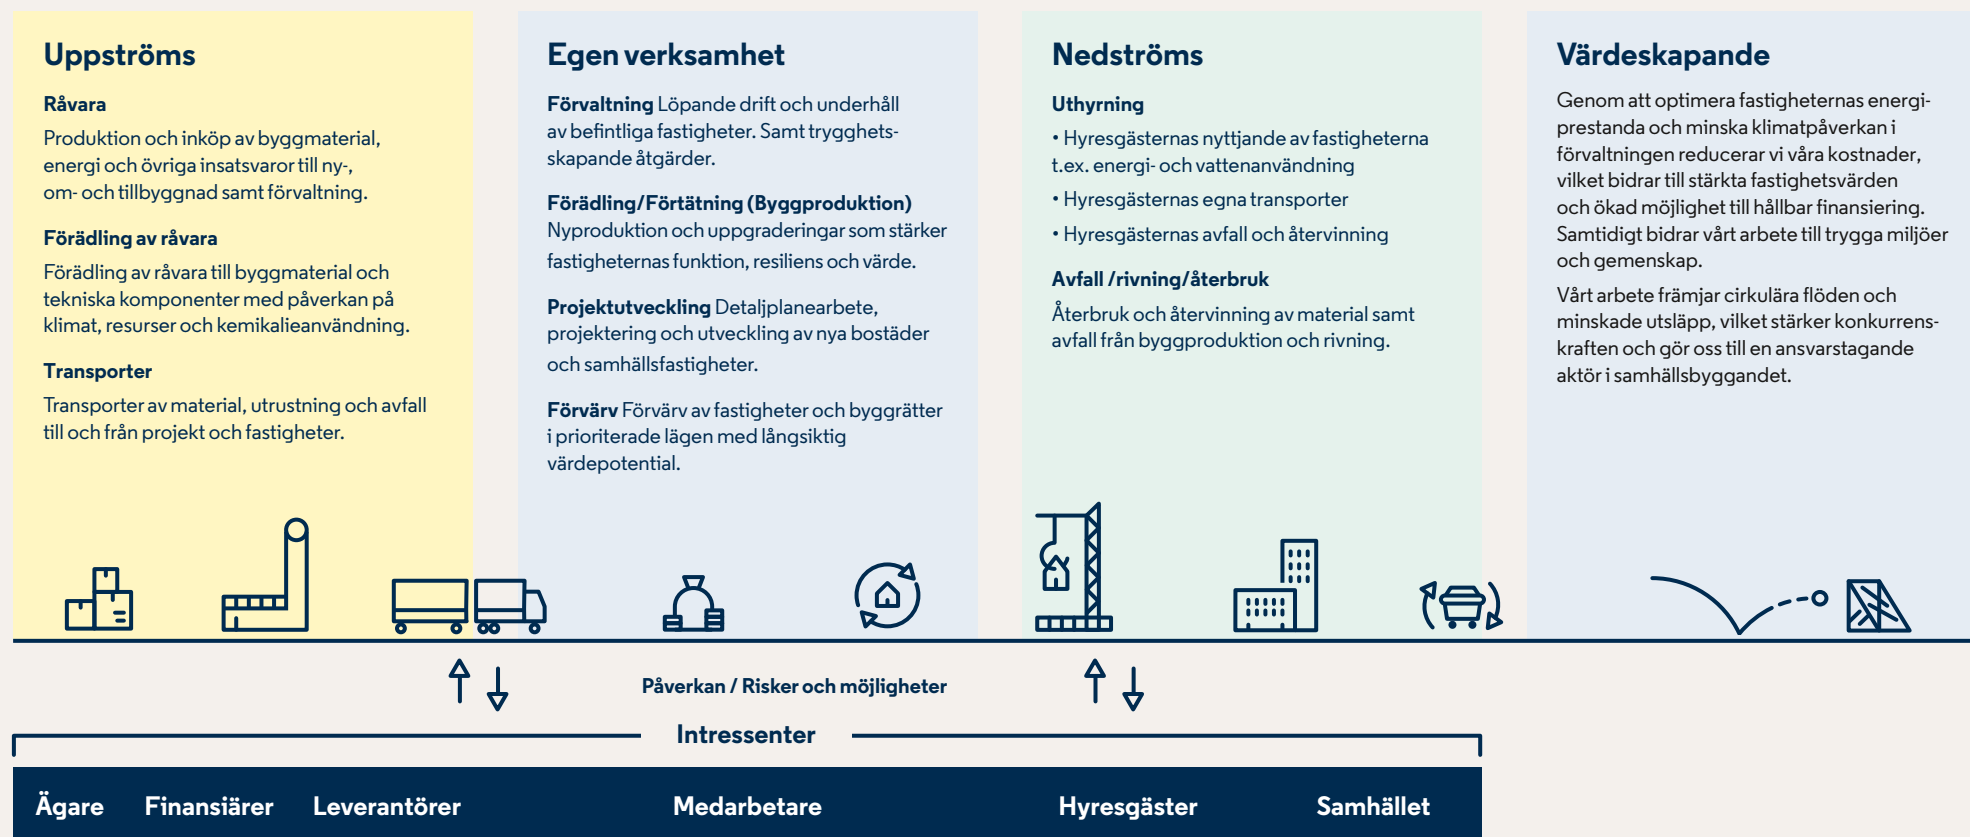 Uppströms
Råvara
Produktion och inköp av byggmaterial,
energi och övriga insatsvaror till ny-,
om- och tillbyggnad samt förvaltning.
Förädling av råvara
Förädling av råvara till byggmaterial och
tekniska komponenter med påverkan på
klimat, resurser och kemikalieanvändning.
Transporter
Transporter av material, utrustning och avfall
till och från projekt och fastigheter.
Egen verksamhet
Förvaltning Löpande drift och underhåll
av befintliga fastigheter. Samt trygghets-
skapande åtgärder.
Förädling/Förtätning (Byggproduktion)
Nyproduktion och uppgraderingar som stärker
fastigheternas funktion, resiliens och värde.
Projektutveckling Detaljplanearbete,
projektering och utveckling av nya bostäder
och samhällsfastigheter.
Förvärv Förvärv av fastigheter och byggrätter
i prioriterade lägen med långsiktig
värdepotential.
Nedströms
Uthyrning
• Hyresgästernas nyttjande av fastigheterna
t.ex. energi- och vattenanvändning
• Hyresgästernas egna transporter
• Hyresgästernas avfall och återvinning
Avfall /rivning/återbruk
Återbruk och återvinning av material samt
avfall från byggproduktion och rivning.
Värdeskapande
Genom att optimera fastigheternas energi-
prestanda och minska klimatpåverkan i
förvaltningen reducerar vi våra kostnader,
vilket bidrar till stärkta fastighetsvärden
och ökad möjlighet till hållbar finansiering.
Samtidigt bidrar vårt arbete till trygga miljöer
och gemenskap.
Vårt arbete främjar cirkulära flöden och
minskade utsläpp, vilket stärker konkurrens-
kraften och gör oss till en ansvarstagande
aktör i samhällsbyggandet.
Påverkan / Risker och möjligheter
Intressenter
Ägare Finansiärer Leverantörer Medarbetare Hyresgäster Samhället